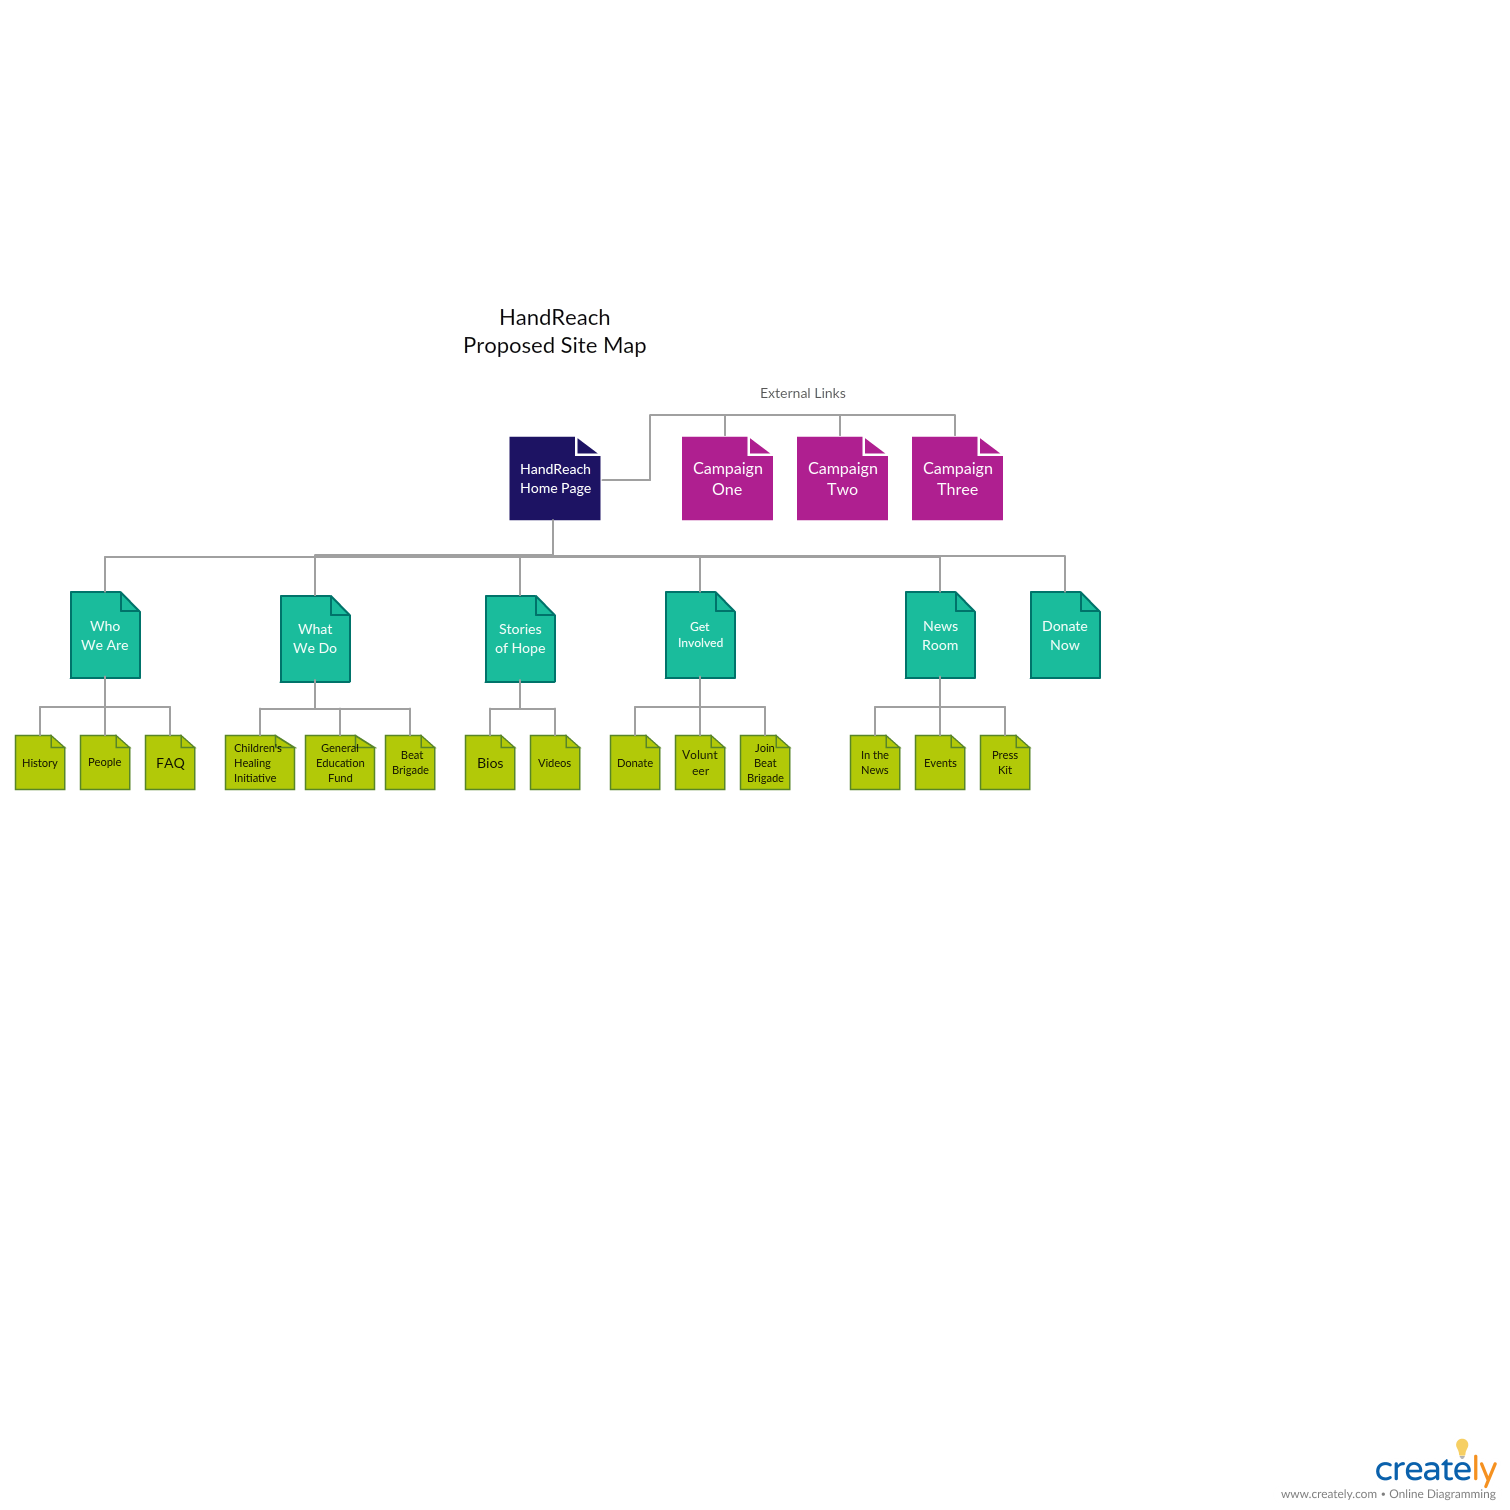 HandReach
Proposed Site Map
External Links
HandReach
Home Page
Campaign
One
Campaign
Two
Campaign
Three
Who
We Are
What
We Do
Stories
of Hope
Get
Involved
News
Room
Donate
Now
History
People
FAQ
Children's
Healing
Initiative
General
Education
Fund
Beat
Brigade
Bios
Videos
Donate
Volunt
eer
Join
Beat
Brigade
In the
News
Events
Press
Kit
creately
www.creately.com • Online Diagramming